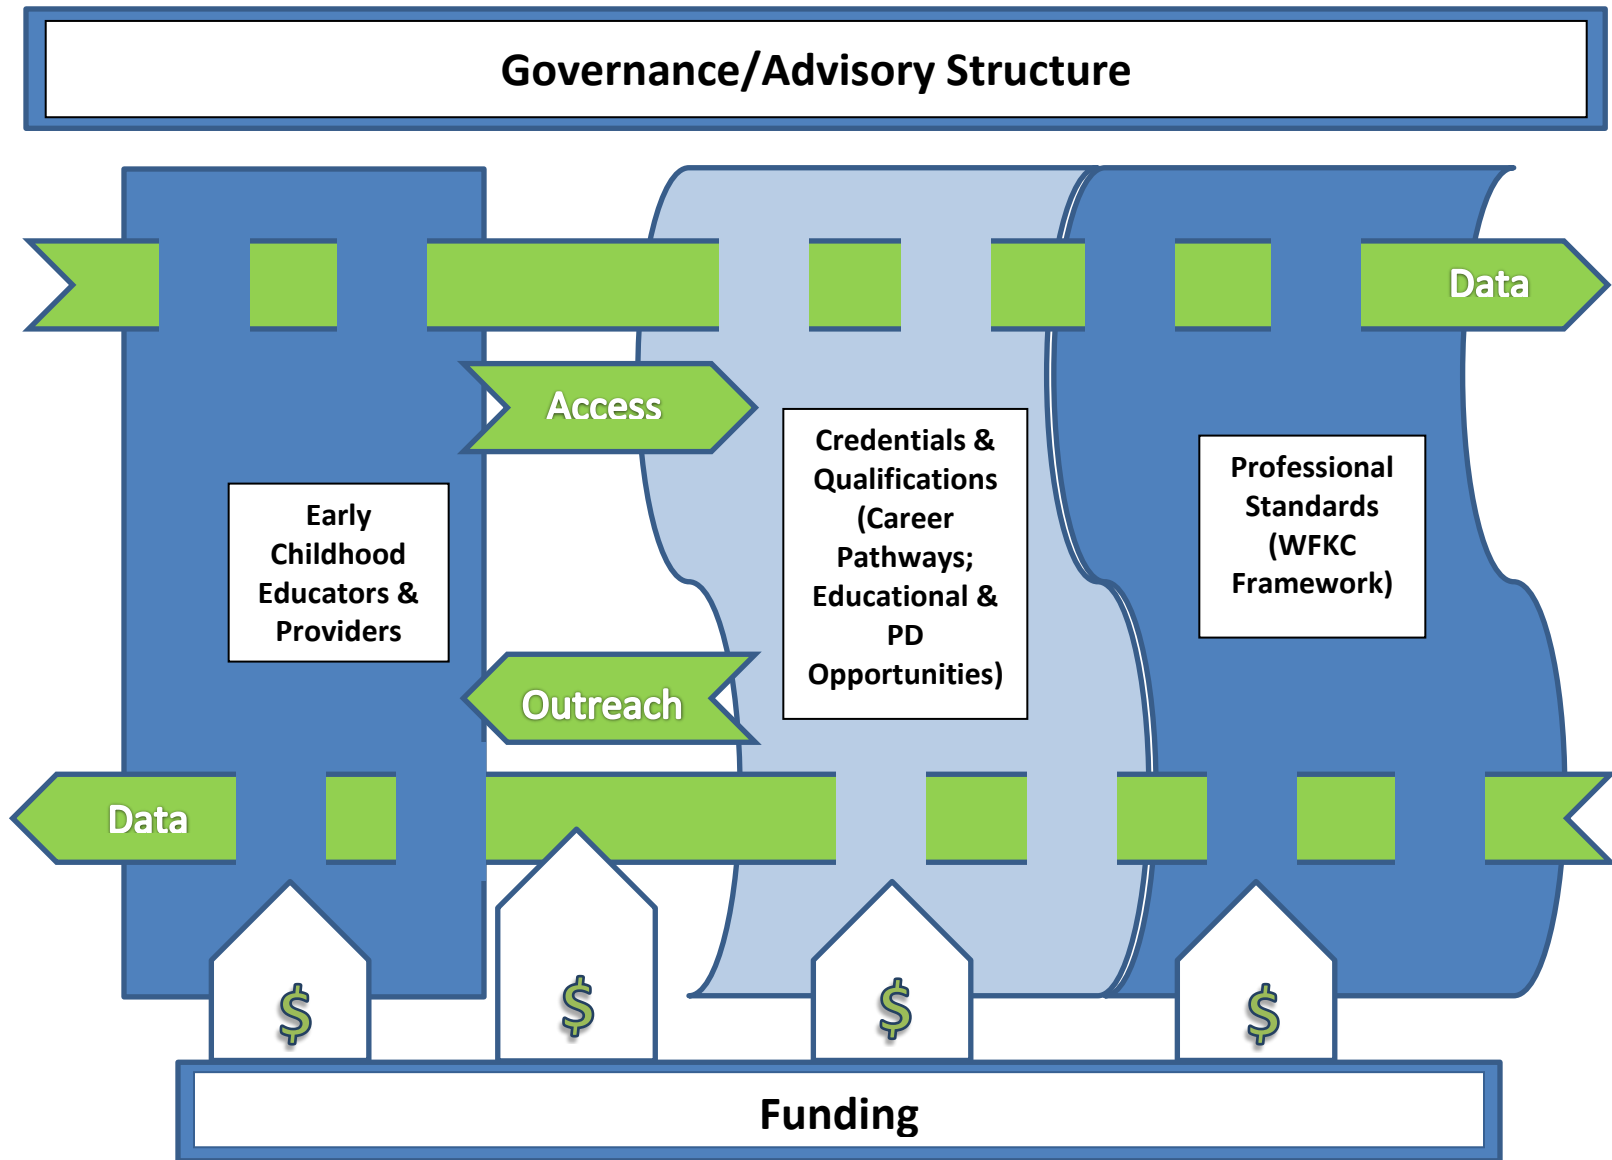 Governance/Advisory Structure
Data
Access
Early
Childhood
Educators &
Providers
Credentials &
Qualifications
(Career
Pathways;
Educational &
PD
Opportunities)
Professional
Standards
(WFKC
Framework)
Outreach
Data
$
$
$
$
Funding